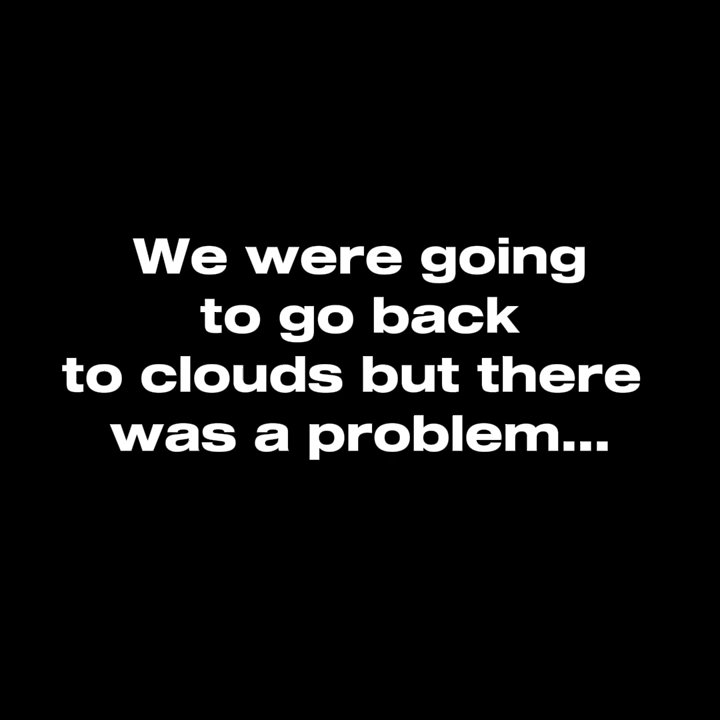 We were going
to go back
to clouds but there
was a problem...